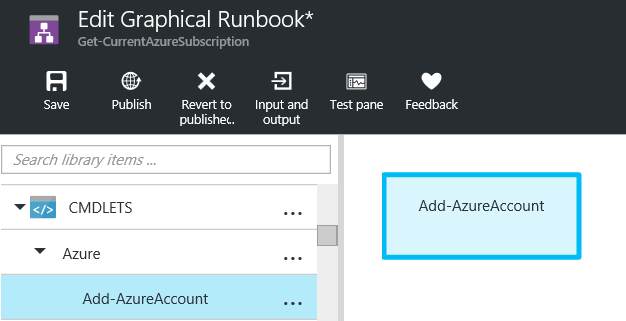 Edit Graphical Runbook*
Get-CurrentAzureSubscription
Save
Publish
Revert to
publishe..
Input and
output
Test pane
Feedback
Search library items ...
CMDLETS
...
Azure
...
Add-AzureAccount
...
Add-AzureAccount